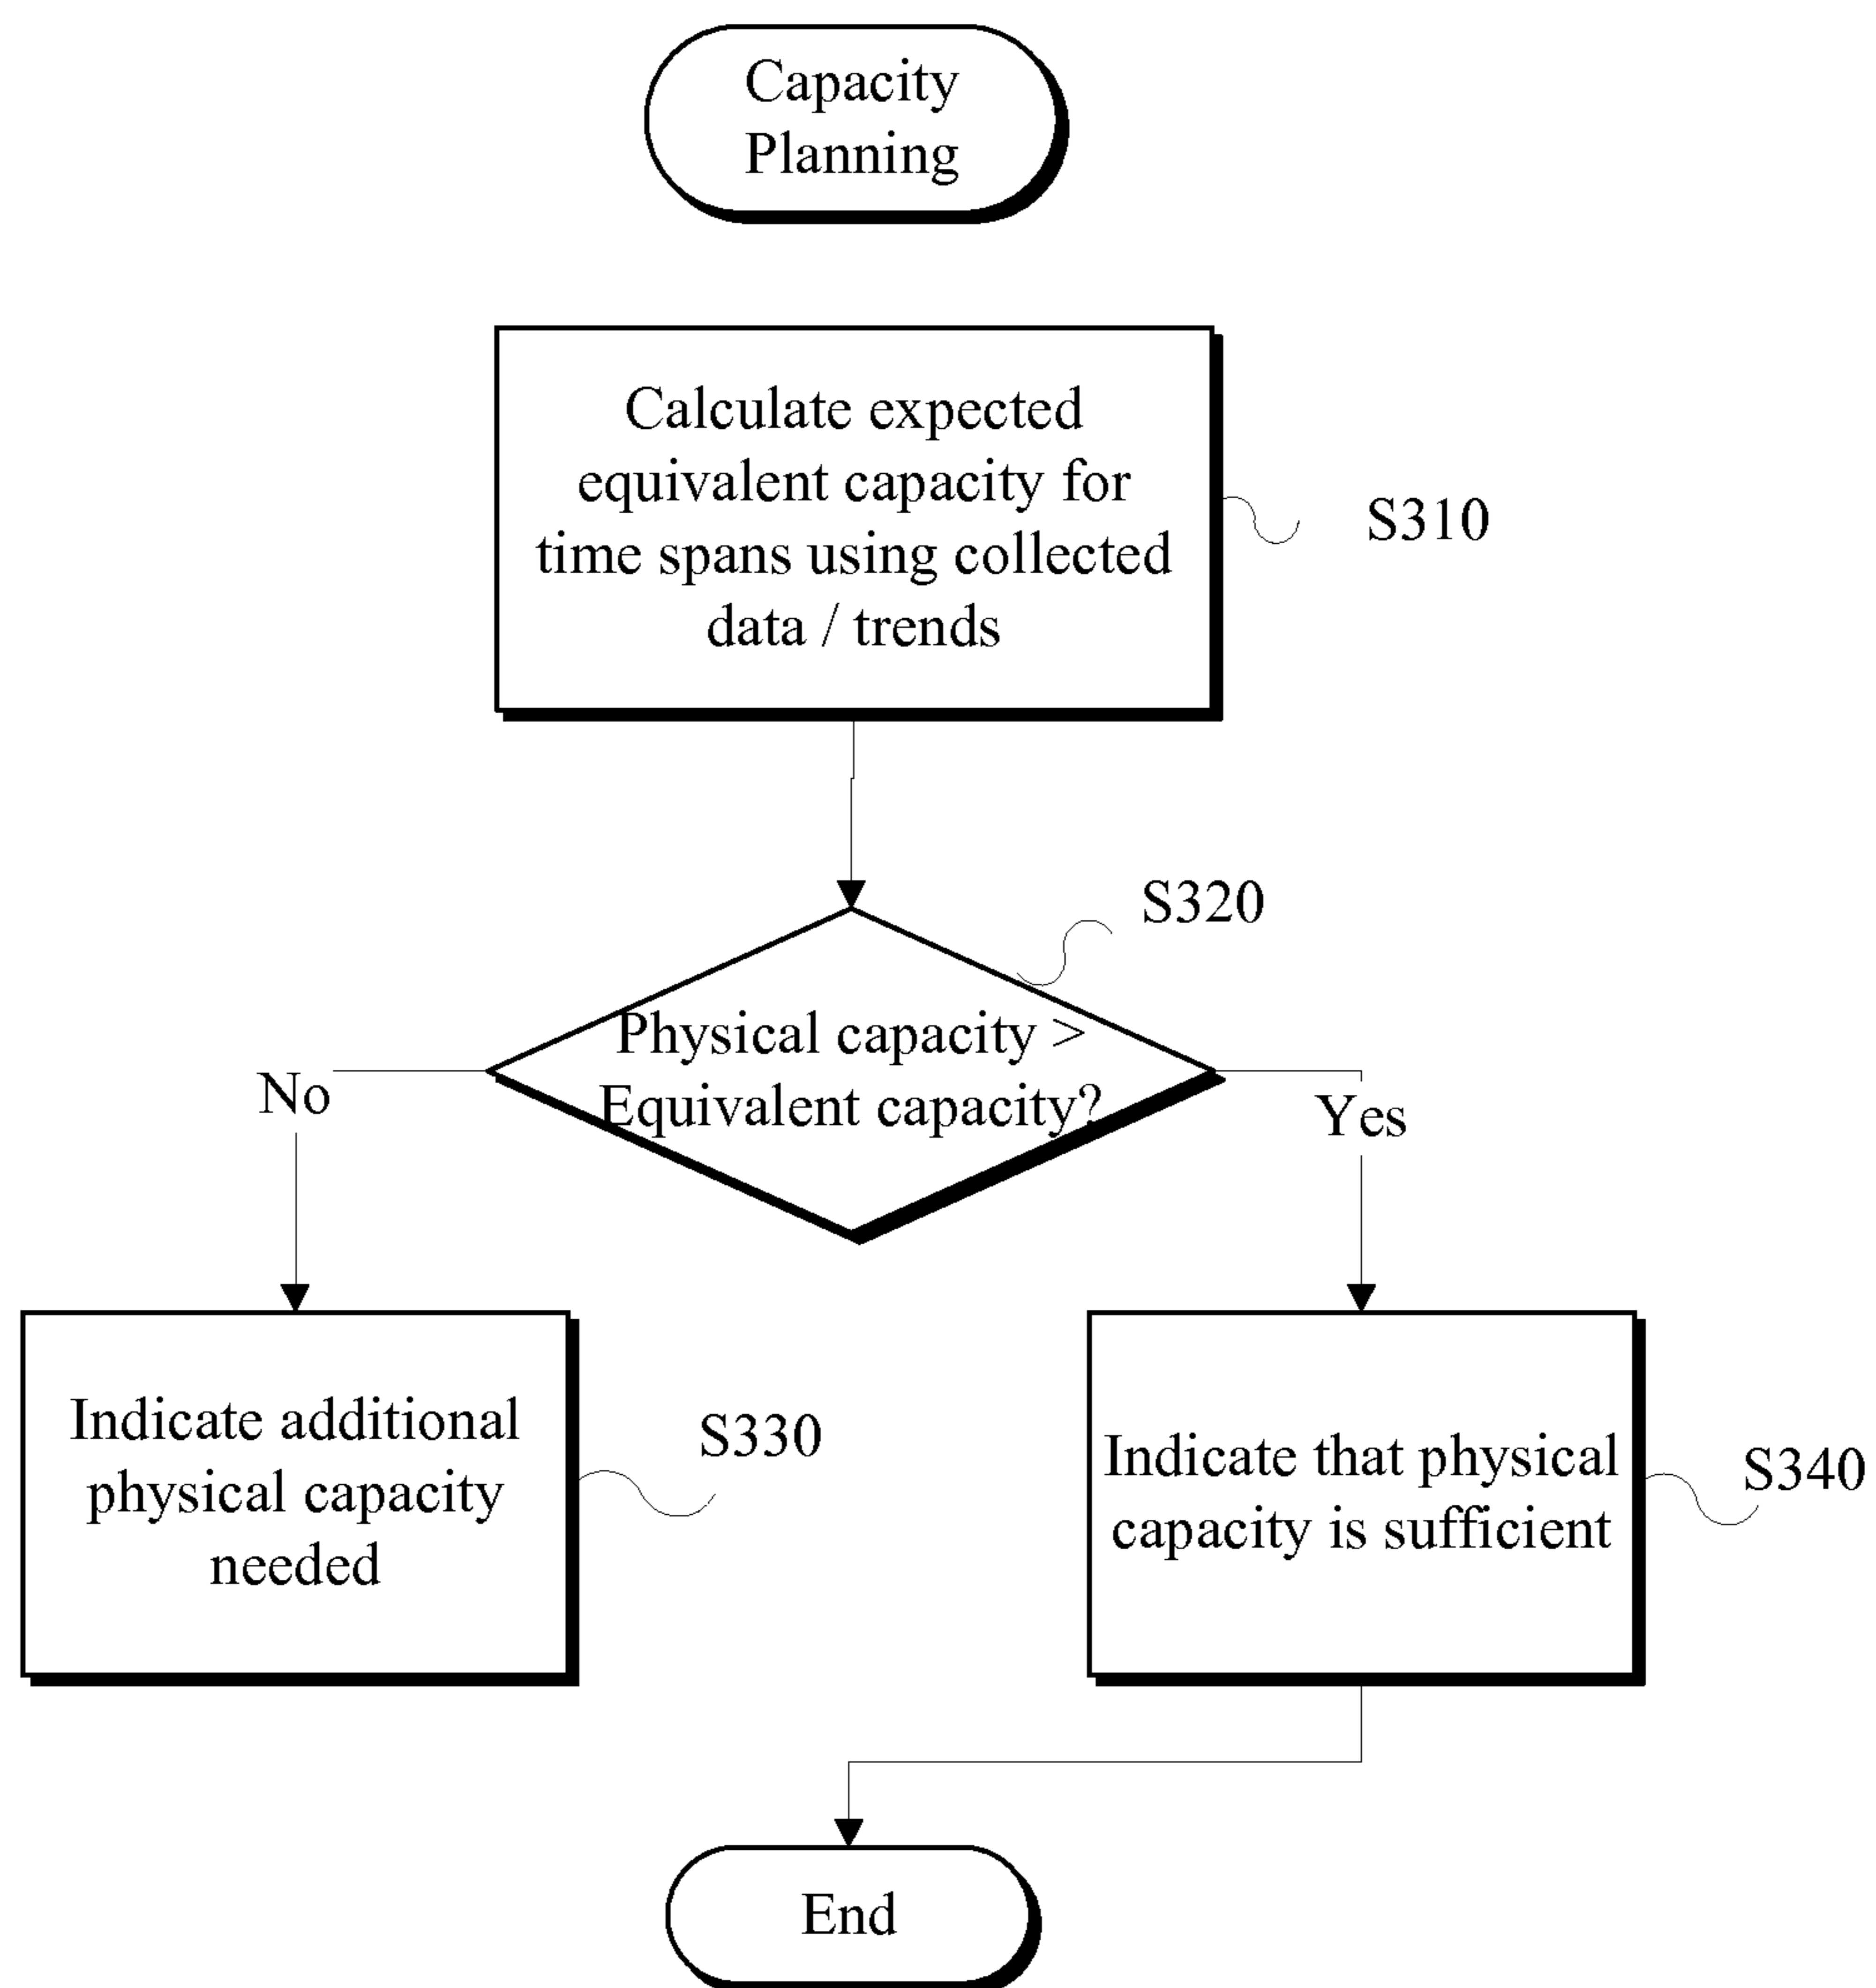 Capacity
Planning
Calculate expected
equivalent capacity for
time spans using collected
data / trends
S310
S320
Physical capacity >
Equivalent capacity?
No
Yes
Indicate additional
physical capacity
needed
S330
Indicate that physical
capacity is sufficient
S340
End